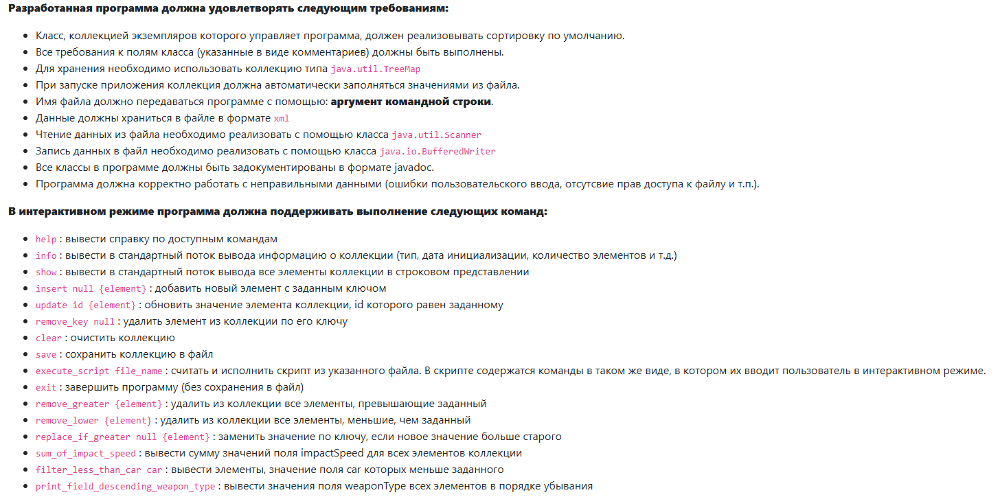 Разработанная программа должна удовлетворять следующим требованиям:
Класс, коллекцией экземпляров которого управляет программа, должен реализовывать сортировку по умолчанию.
Все требования к полям класса (указанные в виде комментариев) должны быть выполнены.
Для хранения необходимо использовать коллекцию типа java.util.TreeMap
При запуске приложения коллекция должна автоматически заполняться значениями из файла.
Имя файла должно передаваться программе с помощью: аргумент командной строки.
Данные должны храниться в файле в формате xml
Чтение данных из файла необходимо реализовать с помощью класса java.util.Scanner
Запись данных в файл необходимо реализовать с помощью класса java.io.BufferedWriter
Все классы в программе должны быть задокументированы в формате javadoc.
Программа должна корректно работать с неправильными данными (ошибки пользовательского ввода, отсутсвие прав доступа к файлу и т.п.).
В интерактивном режиме программа должна поддерживать выполнение следующих команд:
help : вывести справку по доступным командам
info : вывести в стандартный поток вывода информацию о коллекции (тип, дата инициализации, количество элементов и т.д.)
show : вывести в стандартный поток вывода все элементы коллекции в строковом представлении
insert null {element} : добавить новый элемент с заданным ключом
update id {element} : обновить значение элемента коллекции, id которого равен заданному
remove_key null : удалить элемент из коллекции по его ключу
clear : очистить коллекцию
save : сохранить коллекцию в файл
execute_script file_name : считать и исполнить скрипт из указанного файла. В скрипте содержатся команды в таком же виде, в котором их вводит пользователь в интерактивном режиме.
exit : завершить программу (без сохранения в файл)
remove_greater {element} : удалить из коллекции все элементы, превышающие заданный
remove_lower {element} : удалить из коллекции все элементы, меньшие, чем заданный
replace_if_greater null {element} : заменить значение по ключу, если новое значение больше старого
sum_of_impact_speed : вывести сумму значений поля impactSpeed для всех элементов коллекции
filter_less_than_car car : вывести элементы, значение поля car которых меньше заданного
print_field_descending_weapon_type : вывести значения поля weaponType всех элементов в порядке убывания